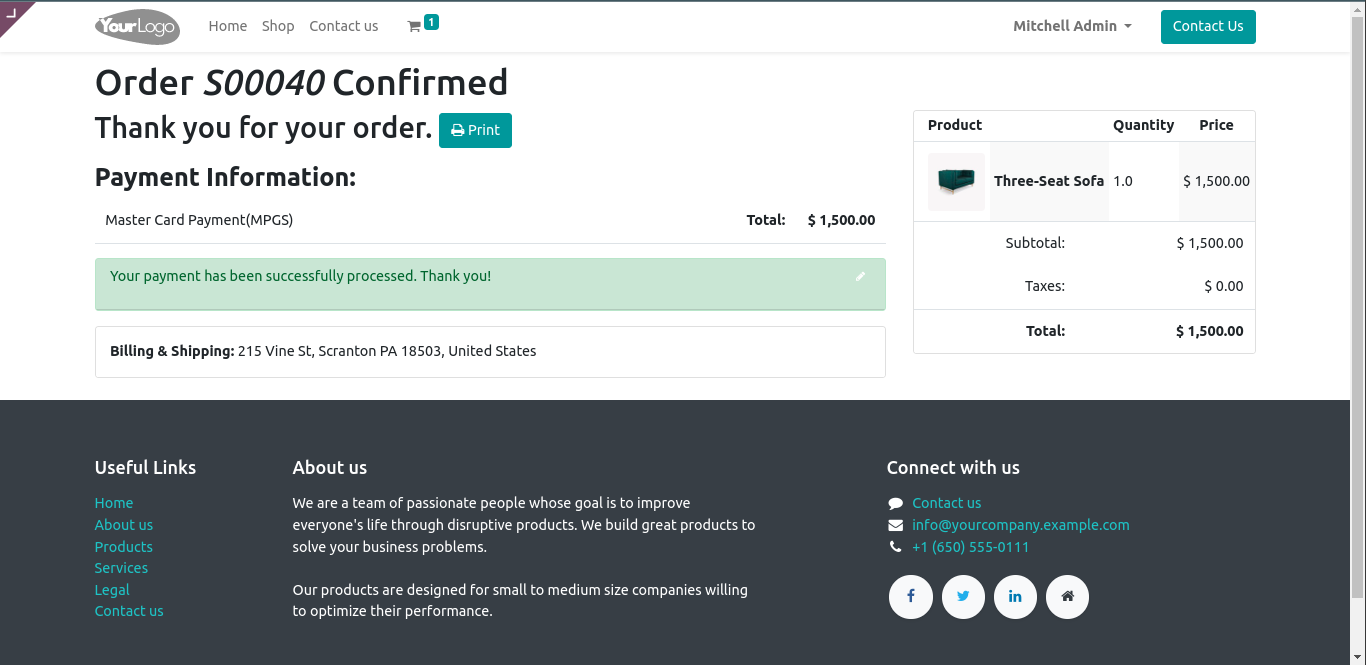 YourLogo
Home Shop Contact us 1 Mitchell Admin Contact Us
Order S00040 Confirmed
Thank you for your order. Print
Payment Information:
Master Card Payment(MPGS) Total: $ 1,500.00
Your payment has been successfully processed. Thank you!
Billing & Shipping: 215 Vine St, Scranton PA 18503, United States
Product Quantity Price
Three-Seat Sofa 1.0 $ 1,500.00
Subtotal: $ 1,500.00
Taxes: $ 0.00
Total: $ 1,500.00
Useful Links
Home
About us
Products
Services
Legal
Contact us
About us
We are a team of passionate people whose goal is to improve
everyone's life through disruptive products. We build great products to
solve your business problems.
Our products are designed for small to medium size companies willing
to optimize their performance.
Connect with us
Contact us
info@yourcompany.example.com
+1 (650) 555-0111